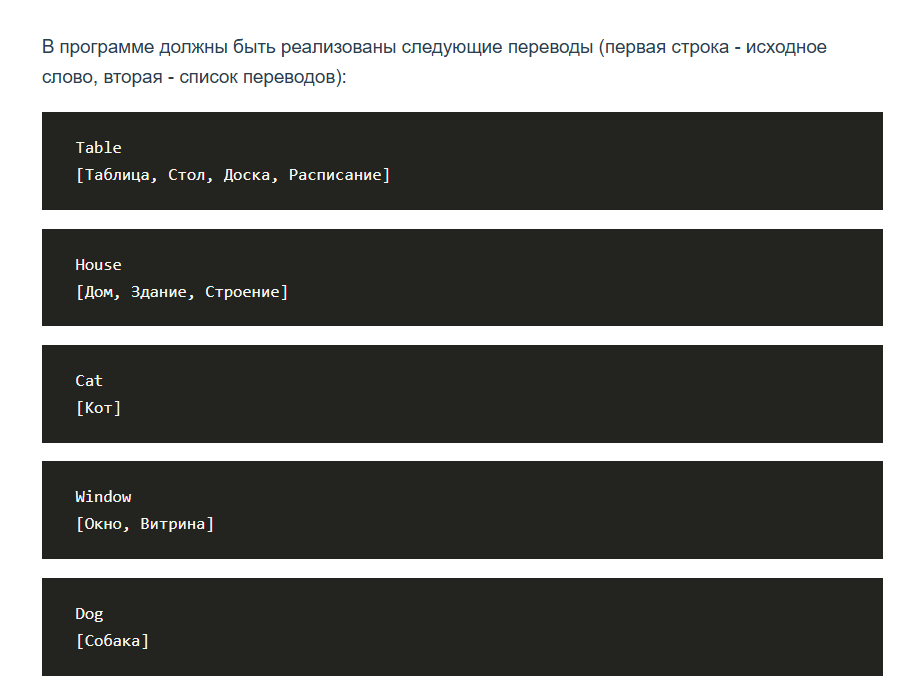 В программе должны быть реализованы следующие переводы (первая строка - исходное
слово, вторая - список переводов):
Table
[Таблица, Стол, Доска, Расписание]
House
[Дом, Здание, Строение]
Cat
[Кот]
Window
[Окно, Витрина]
Dog
[Собака]